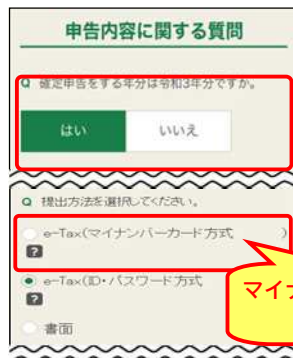 申告内容に関する質問
Q 確定申告をする年分は令和3年分ですか。
はい いいえ
Q 提出方法を選択してください。
e-Tax(マイナンバーカード方式 )
?
e-Tax(ID・パスワード方式
?
マイナ
書面